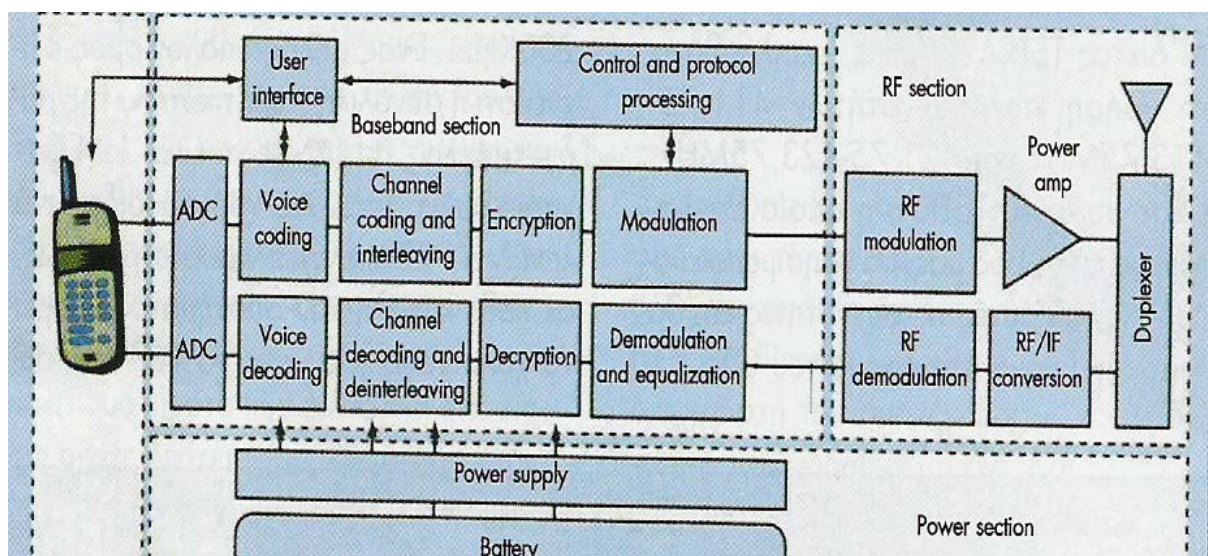 User
interface
Control and protocol
processing
RF section
Baseband section
Power
amp
ADC
Voice
coding
Channel
coding and
interleaving
Encryption
Modulation
RF
modulation
Duplexer
ADC
Voice
decoding
Channel
decoding and
deinterleaving
Decryption
Demodulation
and equalization
RF
demodulation
RF/IF
conversion
Power supply
Power section
Battery